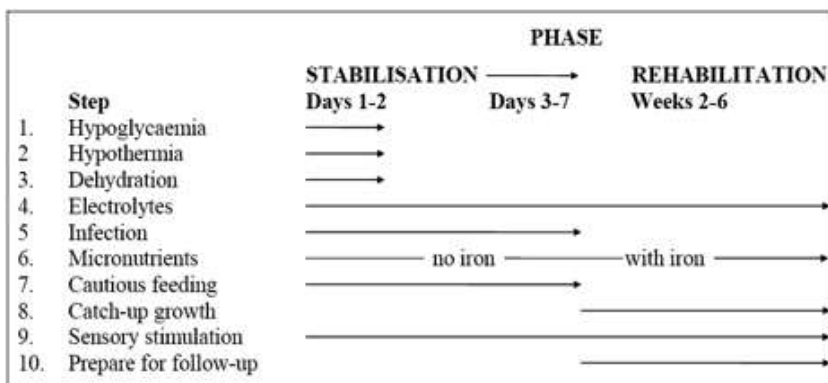 PHASE
STABILISATION REHABILITATION
Step Days 1-2 Days 3-7 Weeks 2-6
1. Hypoglycaemia
2 Hypothermia
3. Dehydration
4. Electrolytes
5 Infection
6. Micronutrients no iron with iron
7. Cautious feeding
8. Catch-up growth
9. Sensory stimulation
10. Prepare for follow-up